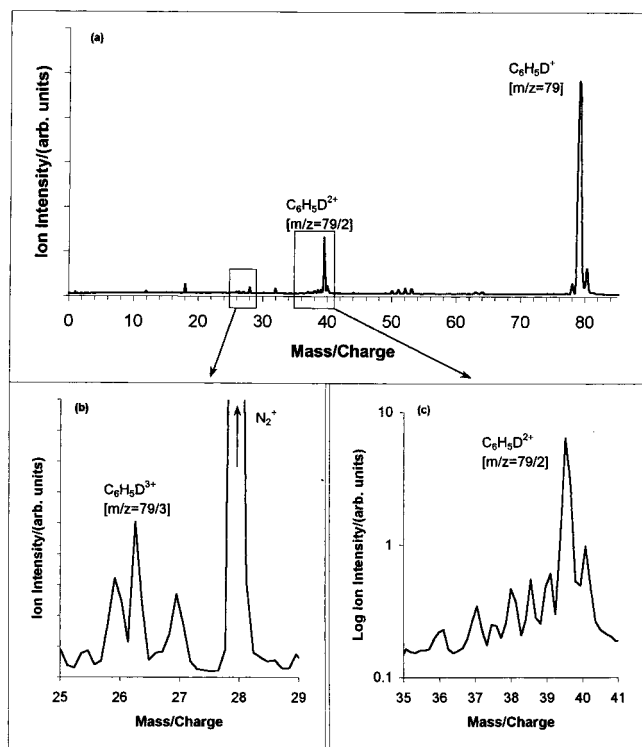 (a)
C6H5D+
[m/z=79]
C6H5D2+
[m/z=79/2]
Ion Intensity/(arb. units)
0 10 20 30 40 50 60 70 80
Mass/Charge
(b)
N2+
C6H5D3+
[m/z=79/3]
Ion Intensity/(arb. units)
25 26 27 28 29
Mass/Charge
(c)
10
C6H5D2+
[m/z=79/2]
1
Log Ion Intensity/(arb. units)
0.1
35 36 37 38 39 40 41
Mass/Charge